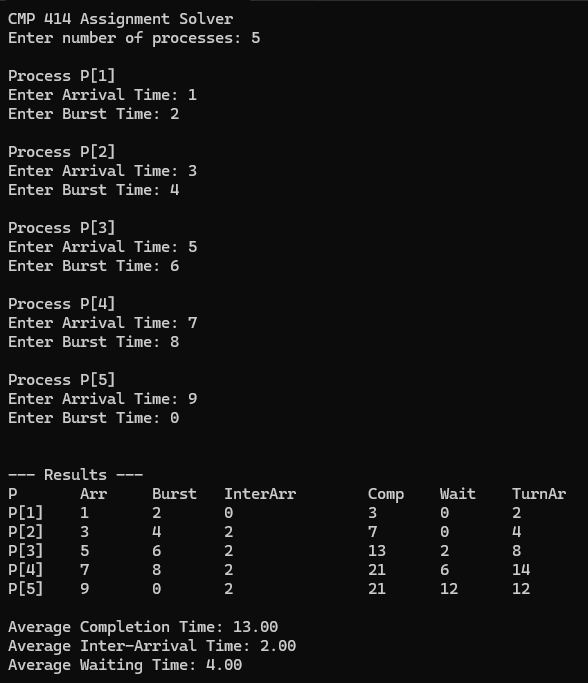 CMP 414 Assignment Solver
Enter number of processes: 5
Process P[1]
Enter Arrival Time: 1
Enter Burst Time: 2
Process P[2]
Enter Arrival Time: 3
Enter Burst Time: 4
Process P[3]
Enter Arrival Time: 5
Enter Burst Time: 6
Process P[4]
Enter Arrival Time: 7
Enter Burst Time: 8
Process P[5]
Enter Arrival Time: 9
Enter Burst Time: 0
--- Results ---
P Arr Burst InterArr Comp Wait TurnAr
P[1] 1 2 0 3 0 2
P[2] 3 4 2 7 0 4
P[3] 5 6 2 13 2 8
P[4] 7 8 2 21 6 14
P[5] 9 0 2 21 12 12
Average Completion Time: 13.00
Average Inter-Arrival Time: 2.00
Average Waiting Time: 4.00